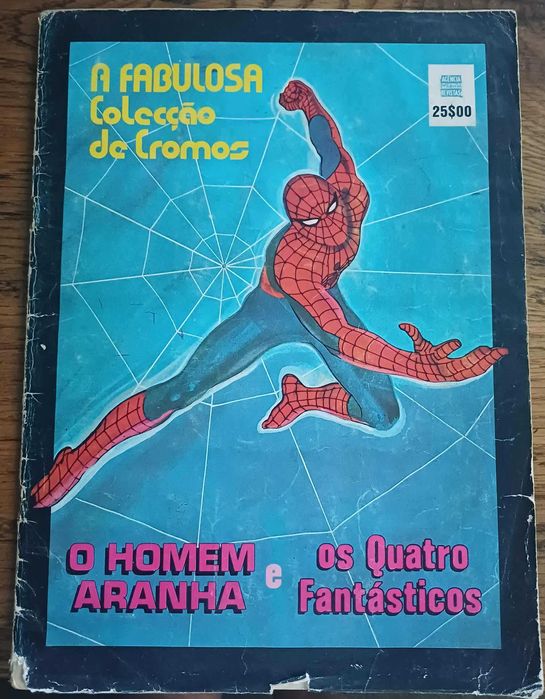 A FABULOSA
Colecção
de Cromos
AGÊNCIA
REVISTAS
25$00
O HOMEM
ARANHA
e
os Quatro
Fantásticos